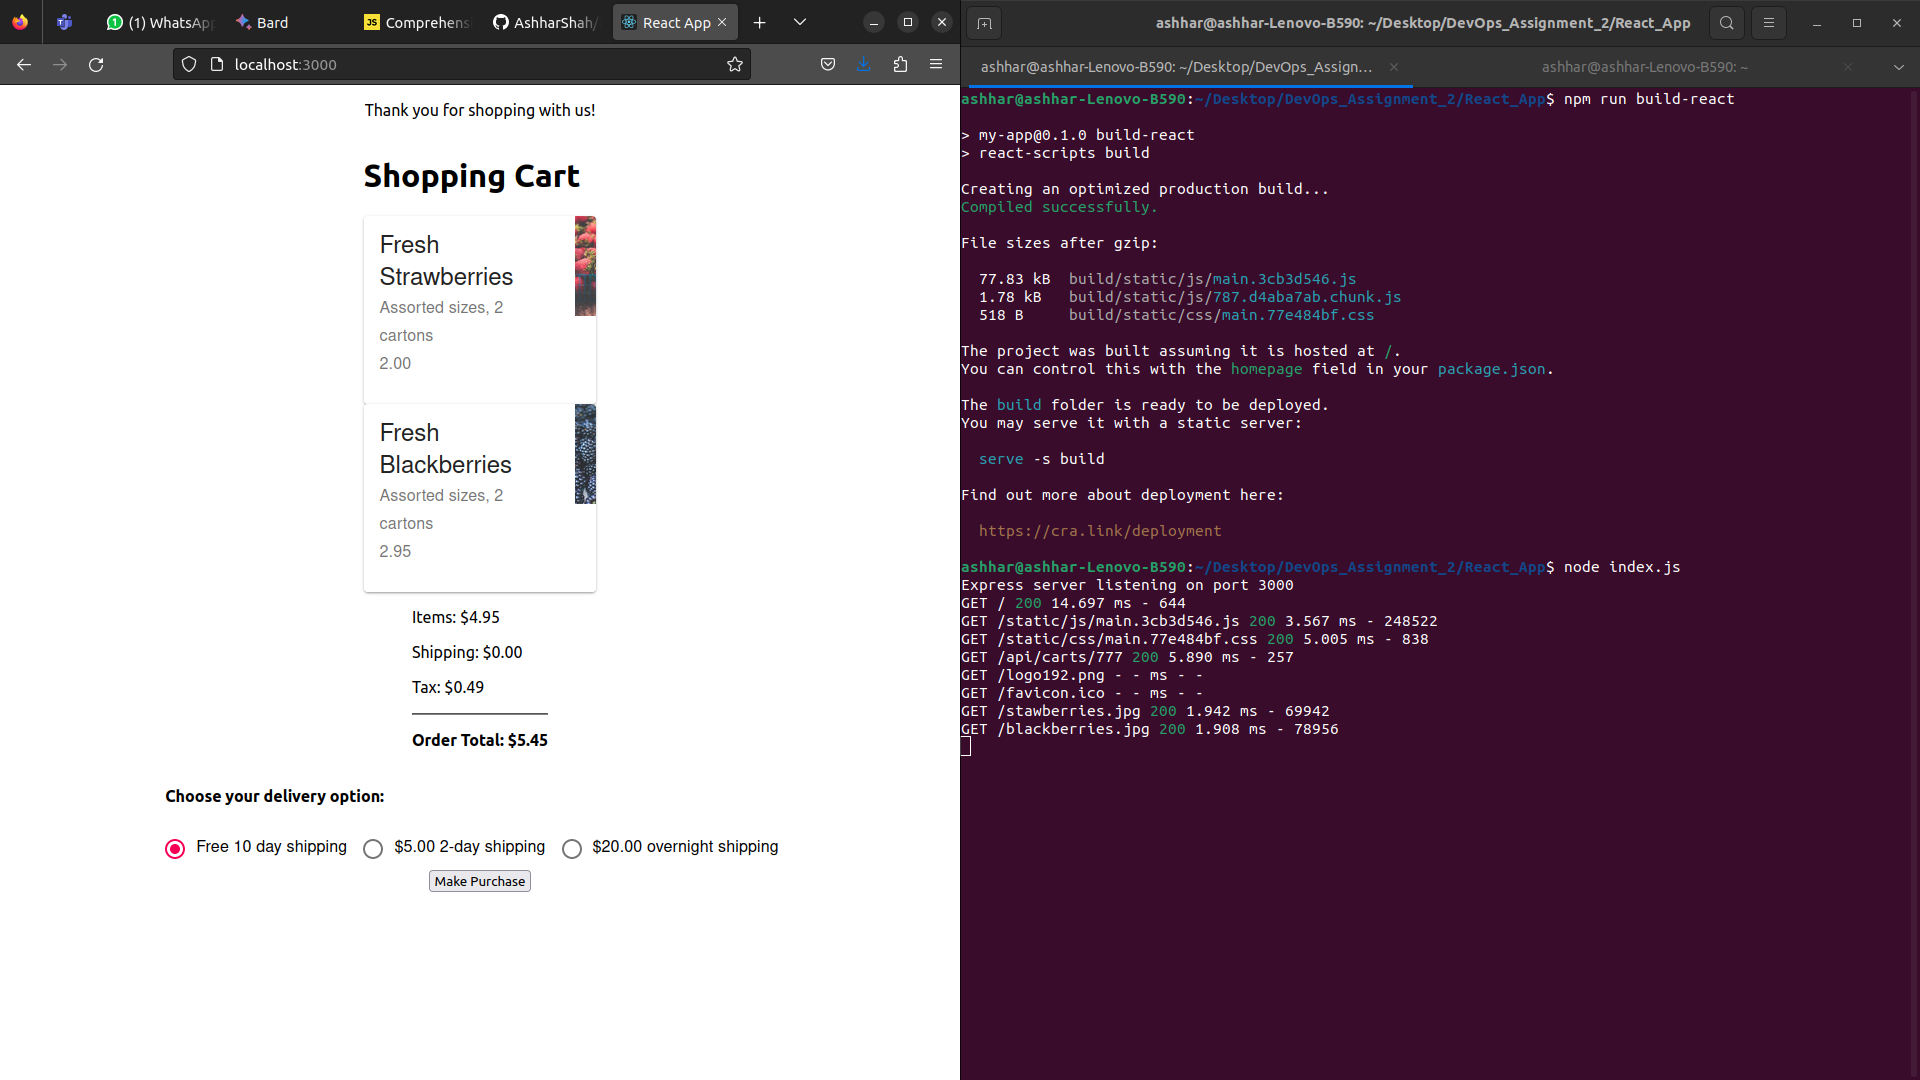 (1) WhatsApp
Bard
Comprehens
AshharShah/
React App
localhost:3000
Thank you for shopping with us!
Shopping Cart
Fresh
Strawberries
Assorted sizes, 2
cartons
2.00
Fresh
Blackberries
Assorted sizes, 2
cartons
2.95
Items: $4.95
Shipping: $0.00
Tax: $0.49
Order Total: $5.45
Choose your delivery option:
Free 10 day shipping
$5.00 2-day shipping
$20.00 overnight shipping
Make Purchase
ashhar@ashhar-Lenovo-B590: ~/Desktop/DevOps_Assignment_2/React_App
ashhar@ashhar-Lenovo-B590: ~/Desktop/DevOps_Assign...
ashhar@ashhar-Lenovo-B590: ~
ashhar@ashhar-Lenovo-B590:~/Desktop/DevOps_Assignment_2/React_App$ npm run build-react
> my-app@0.1.0 build-react
> react-scripts build
Creating an optimized production build...
Compiled successfully.
File sizes after gzip:
77.83 kB  build/static/js/main.3cb3d546.js
1.78 kB   build/static/js/787.d4aba7ab.chunk.js
518 B     build/static/css/main.77e484bf.css
The project was built assuming it is hosted at /.
You can control this with the homepage field in your package.json.
The build folder is ready to be deployed.
You may serve it with a static server:
serve -s build
Find out more about deployment here:
https://cra.link/deployment
ashhar@ashhar-Lenovo-B590:~/Desktop/DevOps_Assignment_2/React_App$ node index.js
Express server listening on port 3000
GET / 200 14.697 ms - 644
GET /static/js/main.3cb3d546.js 200 3.567 ms - 248522
GET /static/css/main.77e484bf.css 200 5.005 ms - 838
GET /api/carts/777 200 5.890 ms - 257
GET /logo192.png - - ms - -
GET /favicon.ico - - ms - -
GET /stawberries.jpg 200 1.942 ms - 69942
GET /blackberries.jpg 200 1.908 ms - 78956